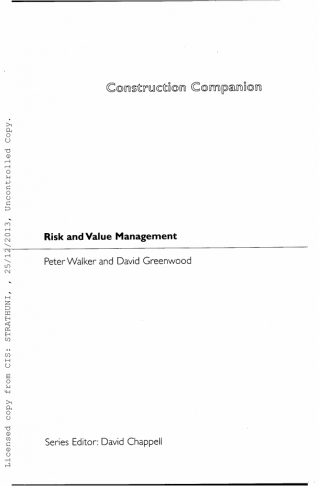 Construction Companion
Risk and Value Management
Peter Walker and David Greenwood
Series Editor: David Chappell
Licensed copy from CIS: STRATHUNI, , 25/12/2013, Uncontrolled Copy.